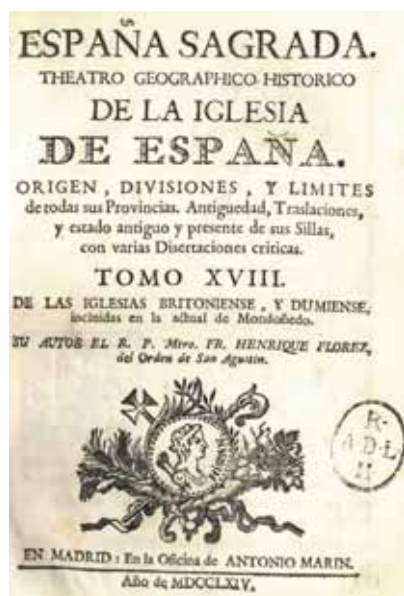 ESPAÑA SAGRADA.
THEATRO GEOGRAPHICO-HISTORICO
DE LA IGLESIA
DE ESPAÑA.
ORIGEN, DIVISIONES, Y LIMITES
de todas sus Provincias. Antiguedad, Traslaciones,
y estado antiguo y presente de sus Sillas,
con varias Disertaciones criticas.
TOMO XVIII.
DE LAS IGLESIAS BRITONIENSE, Y DUMIENSE,
incluidas en la actual de Mondoñedo.
SU AUTOR EL R. P. Mtro. FR. HENRIQUE FLOREZ,
del Orden de San Agustin.
R.
A.D.L
H
EN MADRID: En la Oficina de ANTONIO MARIN.
Año de MDCCLXIV.